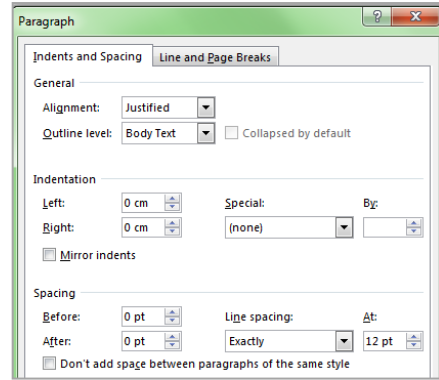 Paragraph
Indents and Spacing Line and Page Breaks
General
Alignment: Justified
Outline level: Body Text Collapsed by default
Indentation
Left: 0 cm Special: By:
Right: 0 cm (none)
Mirror indents
Spacing
Before: 0 pt Line spacing: At:
After: 0 pt Exactly 12 pt
Don't add space between paragraphs of the same style